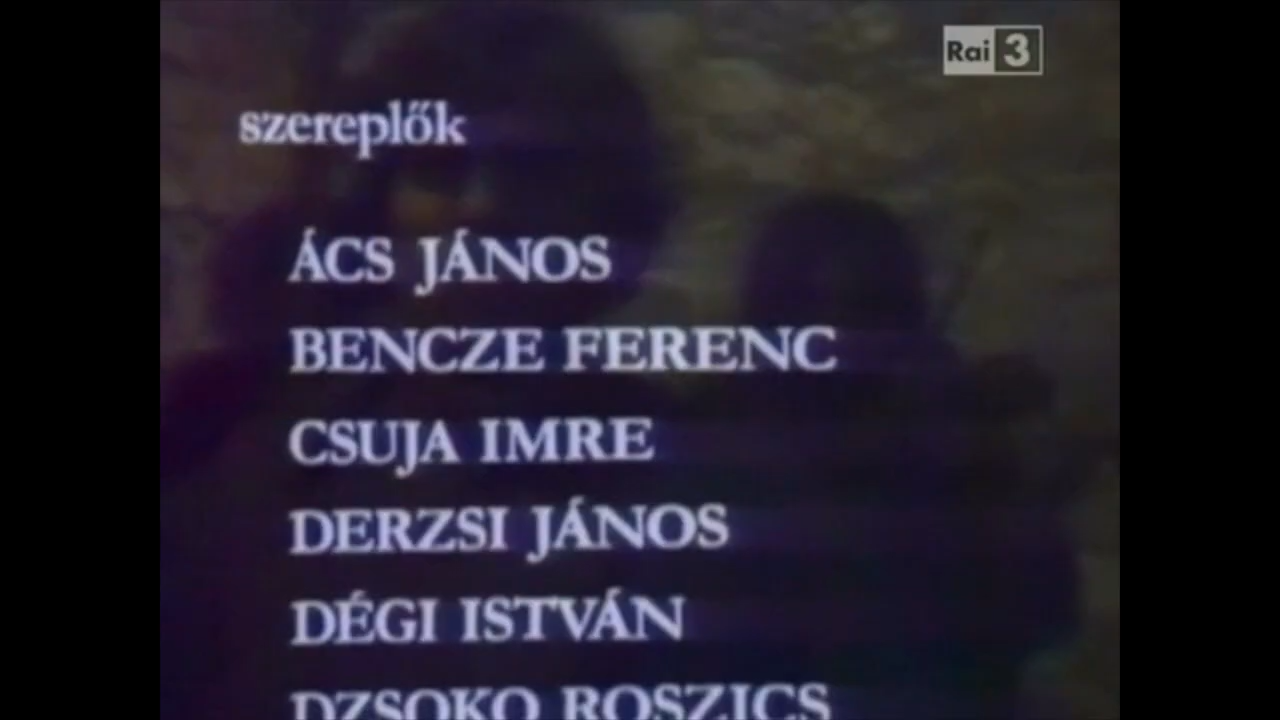 Rai 3
szereplők
ÁCS JÁNOS
BENCZE FERENC
CSUJA IMRE
DERZSI JÁNOS
DÉGI ISTVÁN
DZSOKO ROSZICS